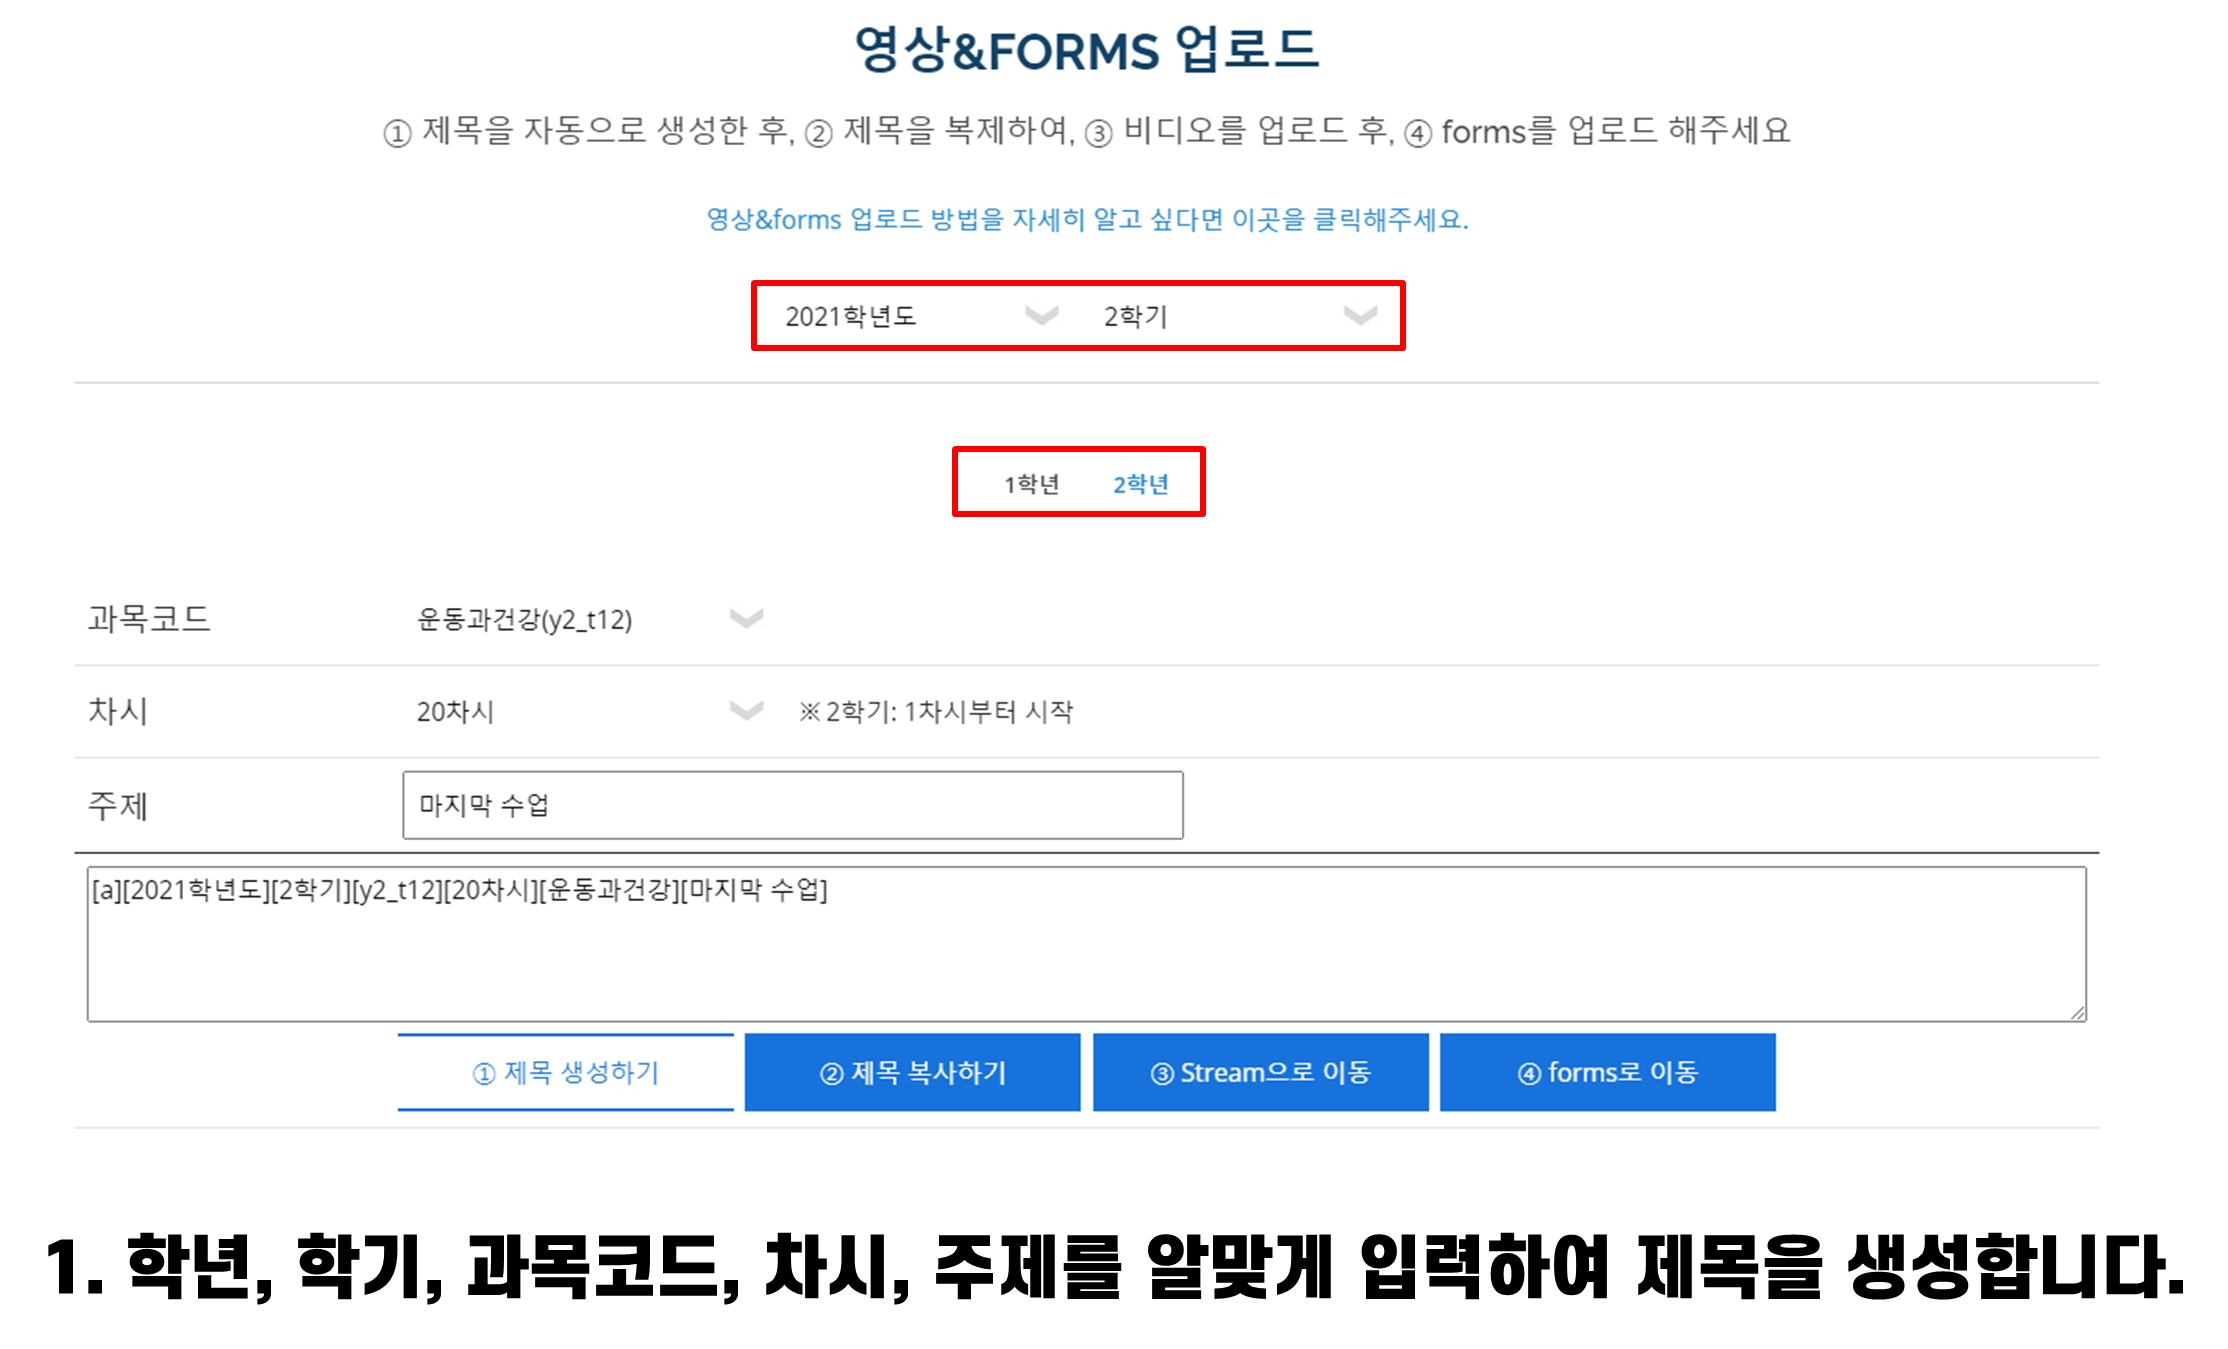 영상&FORMS 업로드
① 제목을 자동으로 생성한 후, ② 제목을 복제하여, ③ 비디오를 업로드 후, ④ forms를 업로드 해주세요
영상&forms 업로드 방법을 자세히 알고 싶다면 이곳을 클릭해주세요.
2021학년도 2학기
1학년 2학년
과목코드 운동과건강(y2_t12)
차시 20차시 ※ 2학기: 1차시부터 시작
주제 마지막 수업
[a][2021학년도][2학기][y2_t12][20차시][운동과건강][마지막 수업]
① 제목 생성하기 ② 제목 복사하기 ③ Stream으로 이동 ④ forms로 이동
1. 학년, 학기, 과목코드, 차시, 주제를 알맞게 입력하여 제목을 생성합니다.